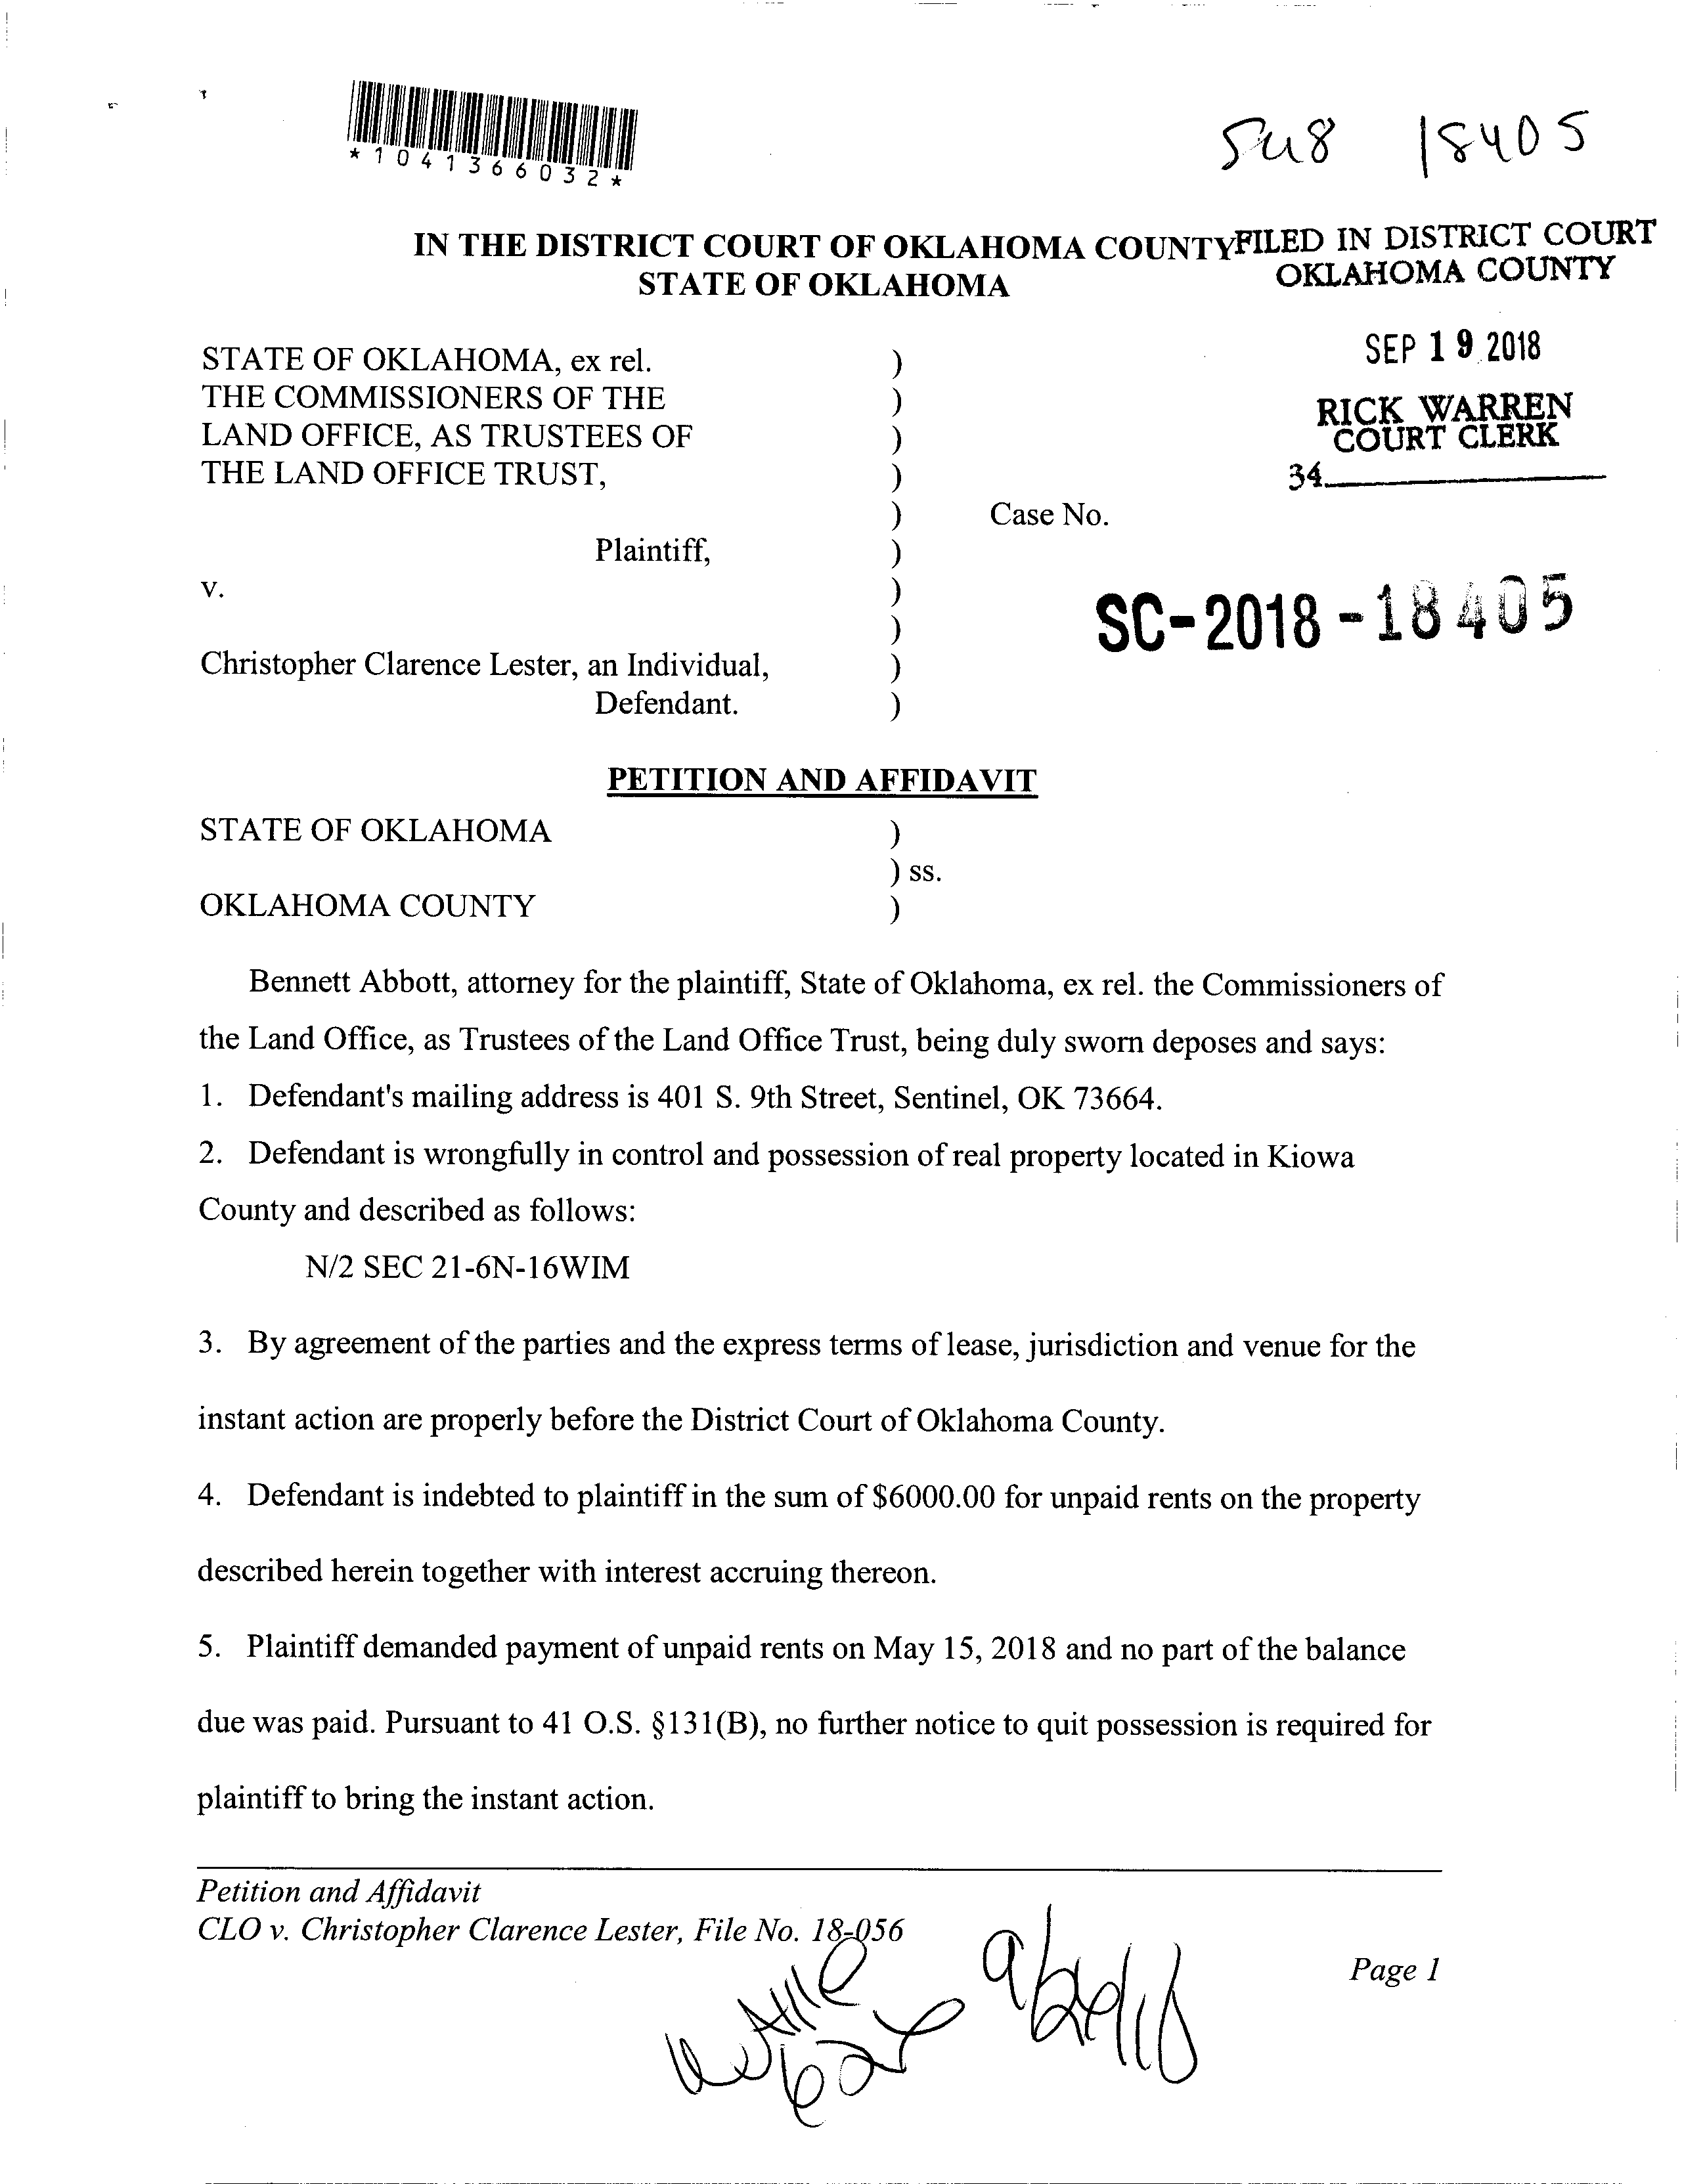 *1041366032*
18405
IN THE DISTRICT COURT OF OKLAHOMA COUNTY
STATE OF OKLAHOMA
FILED IN DISTRICT COURT
OKLAHOMA COUNTY
SEP 19 2018
RICK WARREN
COURT CLERK
34
STATE OF OKLAHOMA, ex rel. )
THE COMMISSIONERS OF THE )
LAND OFFICE, AS TRUSTEES OF )
THE LAND OFFICE TRUST, )
) Case No.
Plaintiff, )
v. )
) SC-2018-18405
Christopher Clarence Lester, an Individual, )
Defendant. )
PETITION AND AFFIDAVIT
STATE OF OKLAHOMA )
) ss.
OKLAHOMA COUNTY )
Bennett Abbott, attorney for the plaintiff, State of Oklahoma, ex rel. the Commissioners of
the Land Office, as Trustees of the Land Office Trust, being duly sworn deposes and says:
1. Defendant's mailing address is 401 S. 9th Street, Sentinel, OK 73664.
2. Defendant is wrongfully in control and possession of real property located in Kiowa
County and described as follows:
N/2 SEC 21-6N-16WIM
3. By agreement of the parties and the express terms of lease, jurisdiction and venue for the
instant action are properly before the District Court of Oklahoma County.
4. Defendant is indebted to plaintiff in the sum of $6000.00 for unpaid rents on the property
described herein together with interest accruing thereon.
5. Plaintiff demanded payment of unpaid rents on May 15, 2018 and no part of the balance
due was paid. Pursuant to 41 O.S. §131(B), no further notice to quit possession is required for
plaintiff to bring the instant action.
Petition and Affidavit
CLO v. Christopher Clarence Lester, File No. 18-056
Page 1